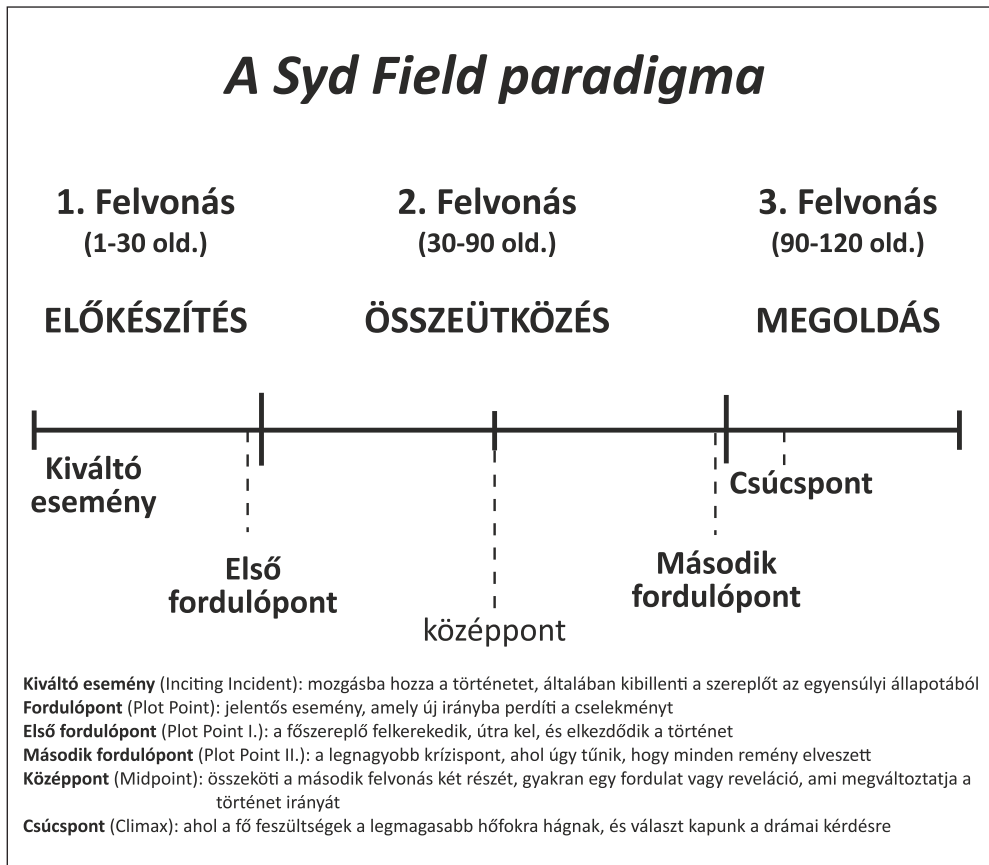 A Syd Field paradigma
1. Felvonás
(1-30 old.)
2. Felvonás
(30-90 old.)
3. Felvonás
(90-120 old.)
ELŐKÉSZÍTÉS
ÖSSZEÜTKÖZÉS
MEGOLDÁS
Kiváltó
esemény
Első
fordulópont
középpont
Második
fordulópont
Csúcspont
Kiváltó esemény (Inciting Incident): mozgásba hozza a történetet, általában kibillenti a szereplőt az egyensúlyi állapotából
Fordulópont (Plot Point): jelentős esemény, amely új irányba perdíti a cselekményt
Első fordulópont (Plot Point I.): a főszereplő felkerekedik, útra kel, és elkezdődik a történet
Második fordulópont (Plot Point II.): a legnagyobb krízispont, ahol úgy tűnik, hogy minden remény elveszett
Középpont (Midpoint): összeköti a második felvonás két részét, gyakran egy fordulat vagy reveláció, ami megváltoztatja a
történet irányát
Csúcspont (Climax): ahol a fő feszültségek a legmagasabb hőfokra hágnak, és választ kapunk a drámai kérdésre